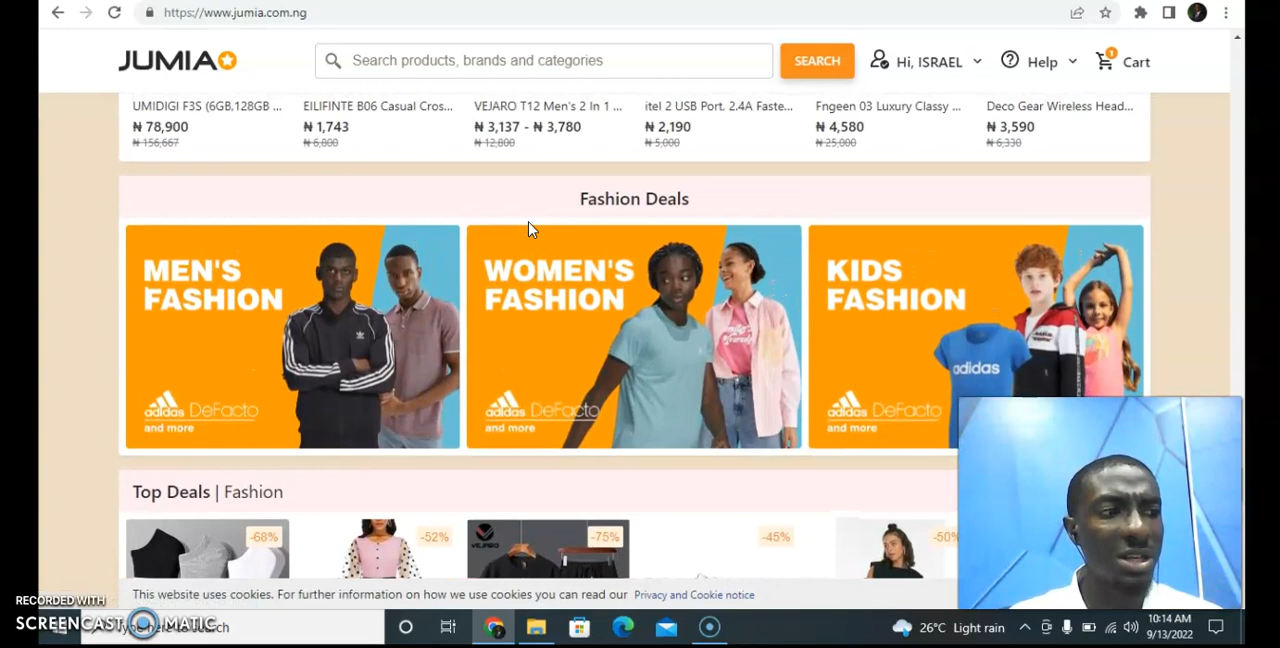 https://www.jumia.com.ng
JUMIA
Search products, brands and categories
SEARCH
Hi, ISRAEL
Help
1
Cart
UMIDIGI F3S (6GB,128GB ...
EILIFINTE B06 Casual Cros...
VEJARO T12 Men's 2 In 1 ...
itel 2 USB Port, 2.4A Faste...
Fngeen 03 Luxury Classy ...
Deco Gear Wireless Head...
₦ 78,900
₦ 1,743
₦ 3,137 - ₦ 3,780
₦ 2,190
₦ 4,580
₦ 3,590
₦ 156,667
₦ 6,800
₦ 12,800
₦ 5,000
₦ 25,000
₦ 6,330
Fashion Deals
MEN'S
FASHION
adidas DeFacto
and more
WOMEN'S
FASHION
adidas DeFacto
and more
KIDS
FASHION
adidas
adidas DeFacto
and more
Top Deals | Fashion
-68%
-52%
VEJARO
-75%
-45%
-50%
This website uses cookies. For further information on how we use cookies you can read our Privacy and Cookie notice
RECORDED WITH
SCREENCAST MATIC
Type here to search
26°C Light rain
10:14 AM
9/13/2022